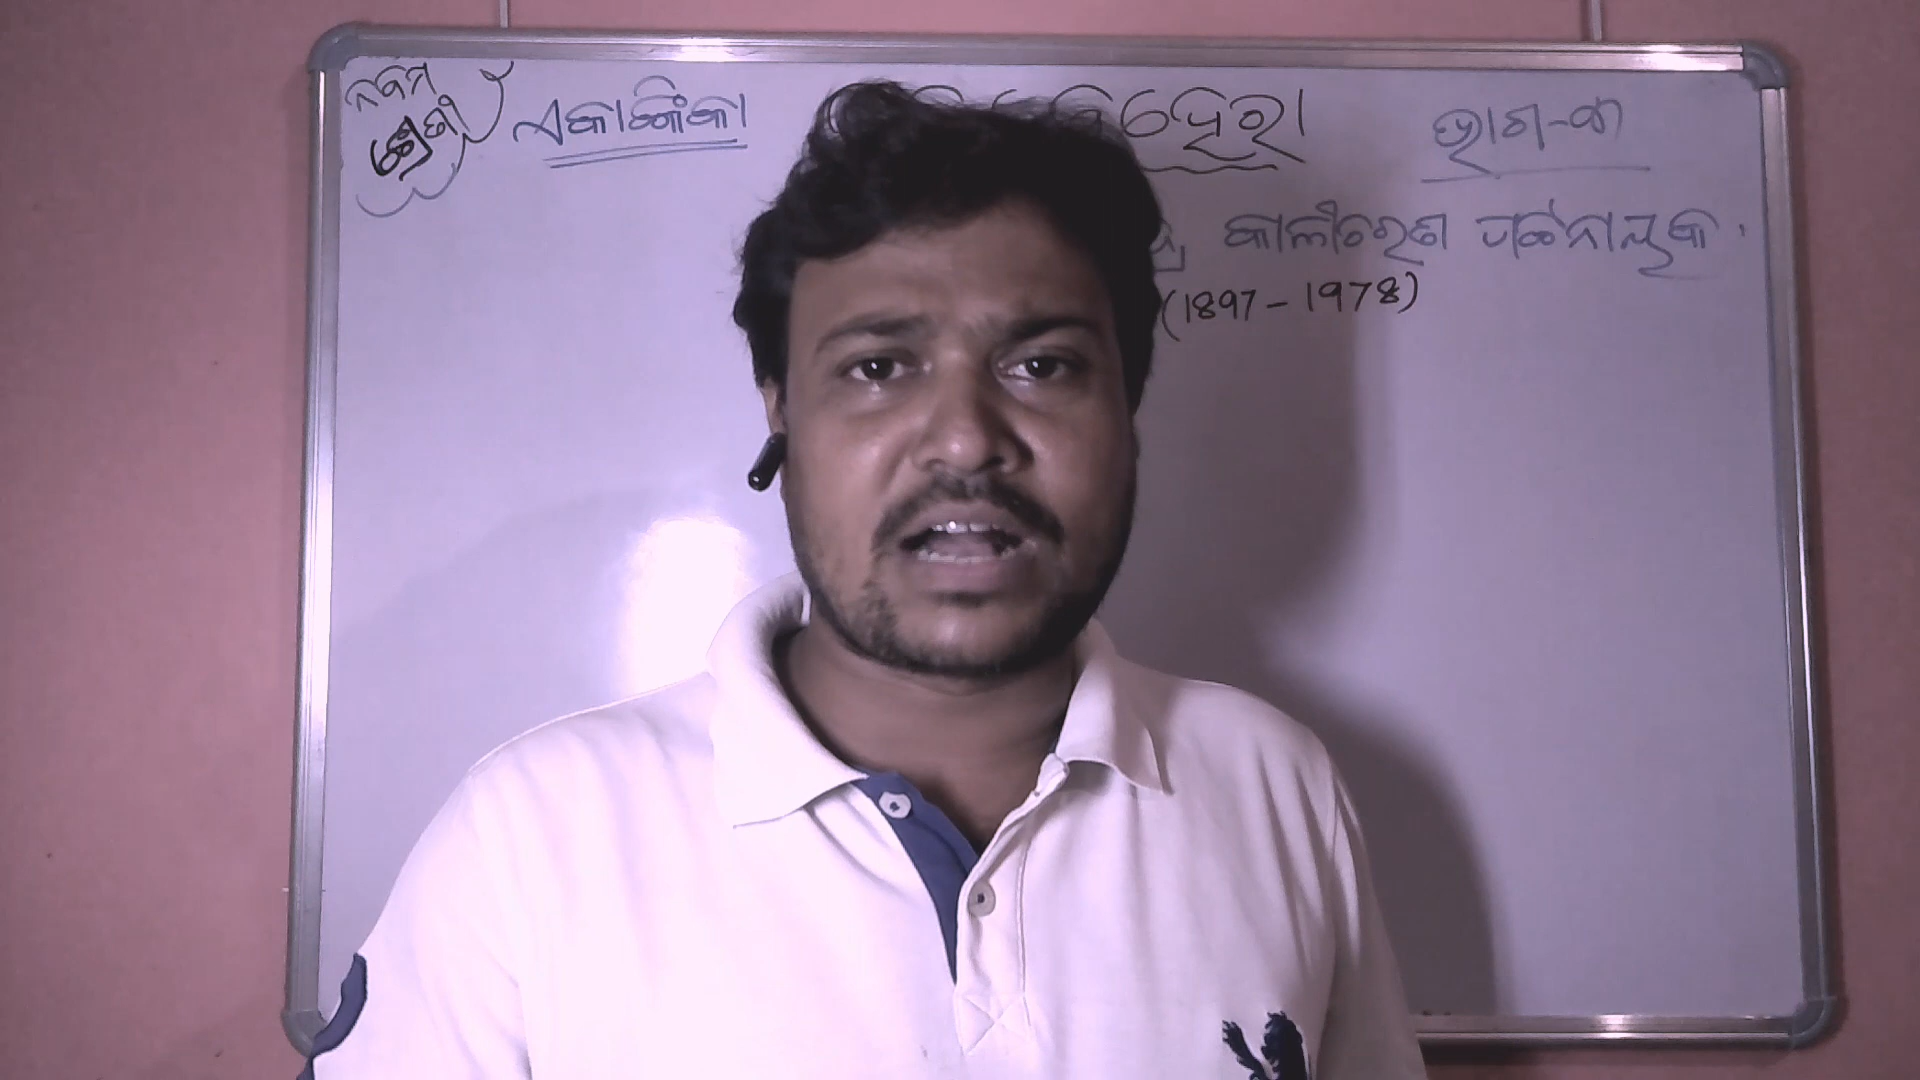 ନବମ
ଶ୍ରେଣୀ
ଏକାଙ୍କିକା
ଭାଗ-୩
କାଳୀଚରଣ ପଟ୍ଟନାୟକ
(1897-1978)